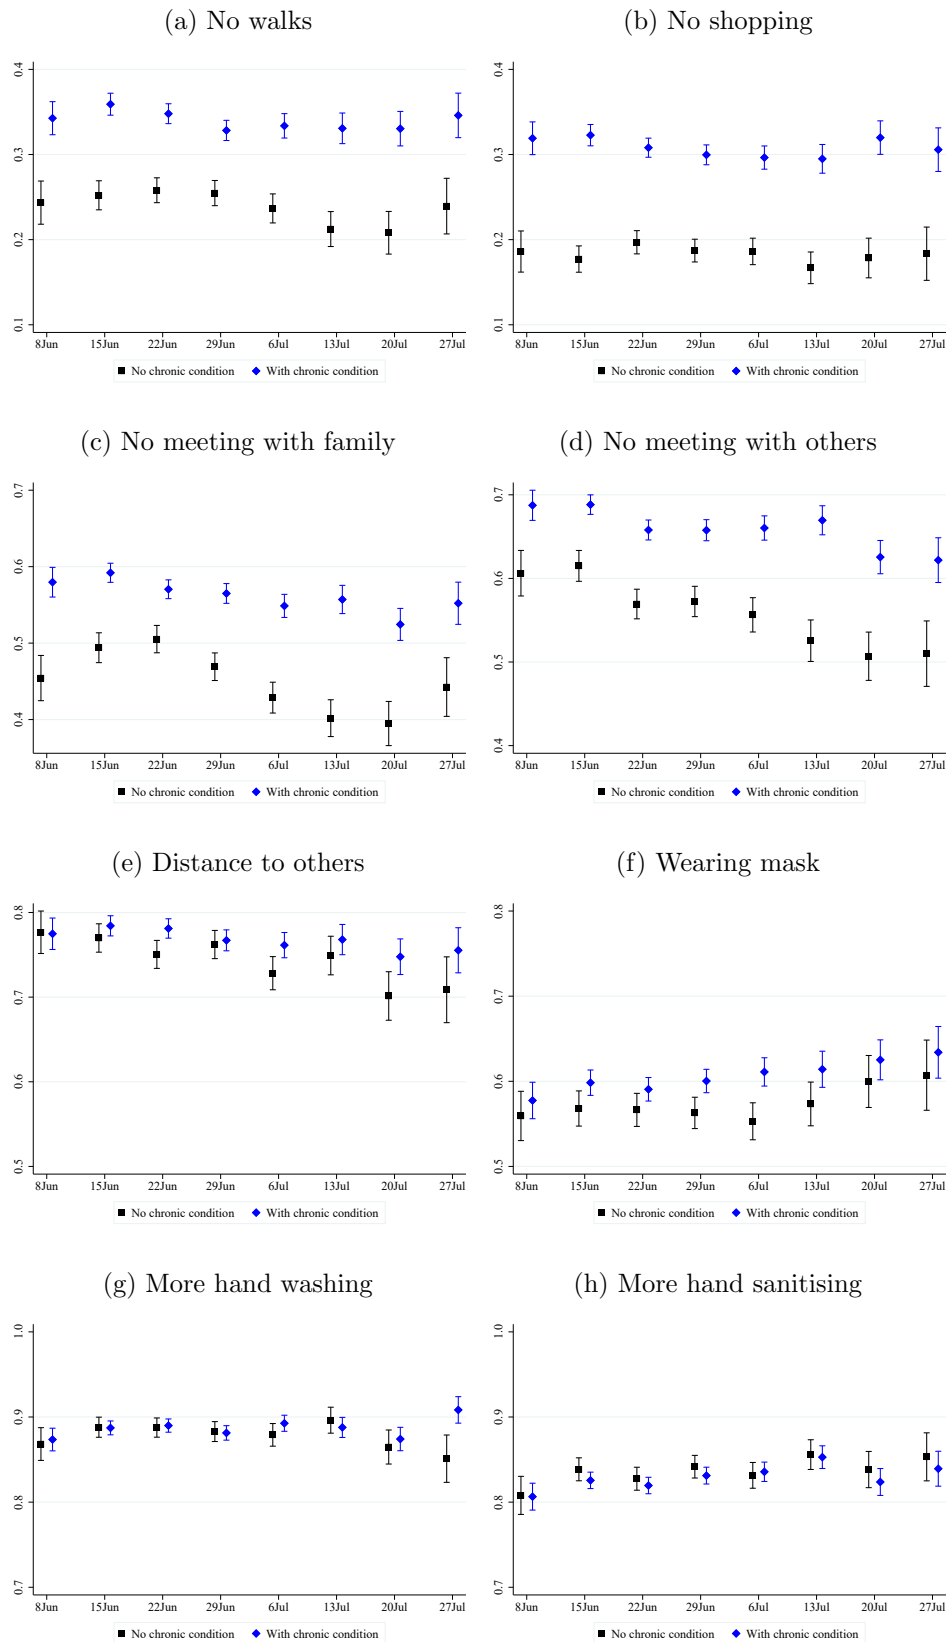 (a) No walks
0.4
0.3
0.2
0.1
8Jun 15Jun 22Jun 29Jun 6Jul 13Jul 20Jul 27Jul
No chronic condition With chronic condition
(b) No shopping
0.4
0.3
0.2
0.1
8Jun 15Jun 22Jun 29Jun 6Jul 13Jul 20Jul 27Jul
No chronic condition With chronic condition
(c) No meeting with family
0.7
0.6
0.5
0.4
8Jun 15Jun 22Jun 29Jun 6Jul 13Jul 20Jul 27Jul
No chronic condition With chronic condition
(d) No meeting with others
0.7
0.6
0.5
0.4
8Jun 15Jun 22Jun 29Jun 6Jul 13Jul 20Jul 27Jul
No chronic condition With chronic condition
(e) Distance to others
0.8
0.7
0.6
0.5
8Jun 15Jun 22Jun 29Jun 6Jul 13Jul 20Jul 27Jul
No chronic condition With chronic condition
(f) Wearing mask
0.8
0.7
0.6
0.5
8Jun 15Jun 22Jun 29Jun 6Jul 13Jul 20Jul 27Jul
No chronic condition With chronic condition
(g) More hand washing
1.0
0.9
0.8
0.7
8Jun 15Jun 22Jun 29Jun 6Jul 13Jul 20Jul 27Jul
No chronic condition With chronic condition
(h) More hand sanitising
1.0
0.9
0.8
0.7
8Jun 15Jun 22Jun 29Jun 6Jul 13Jul 20Jul 27Jul
No chronic condition With chronic condition